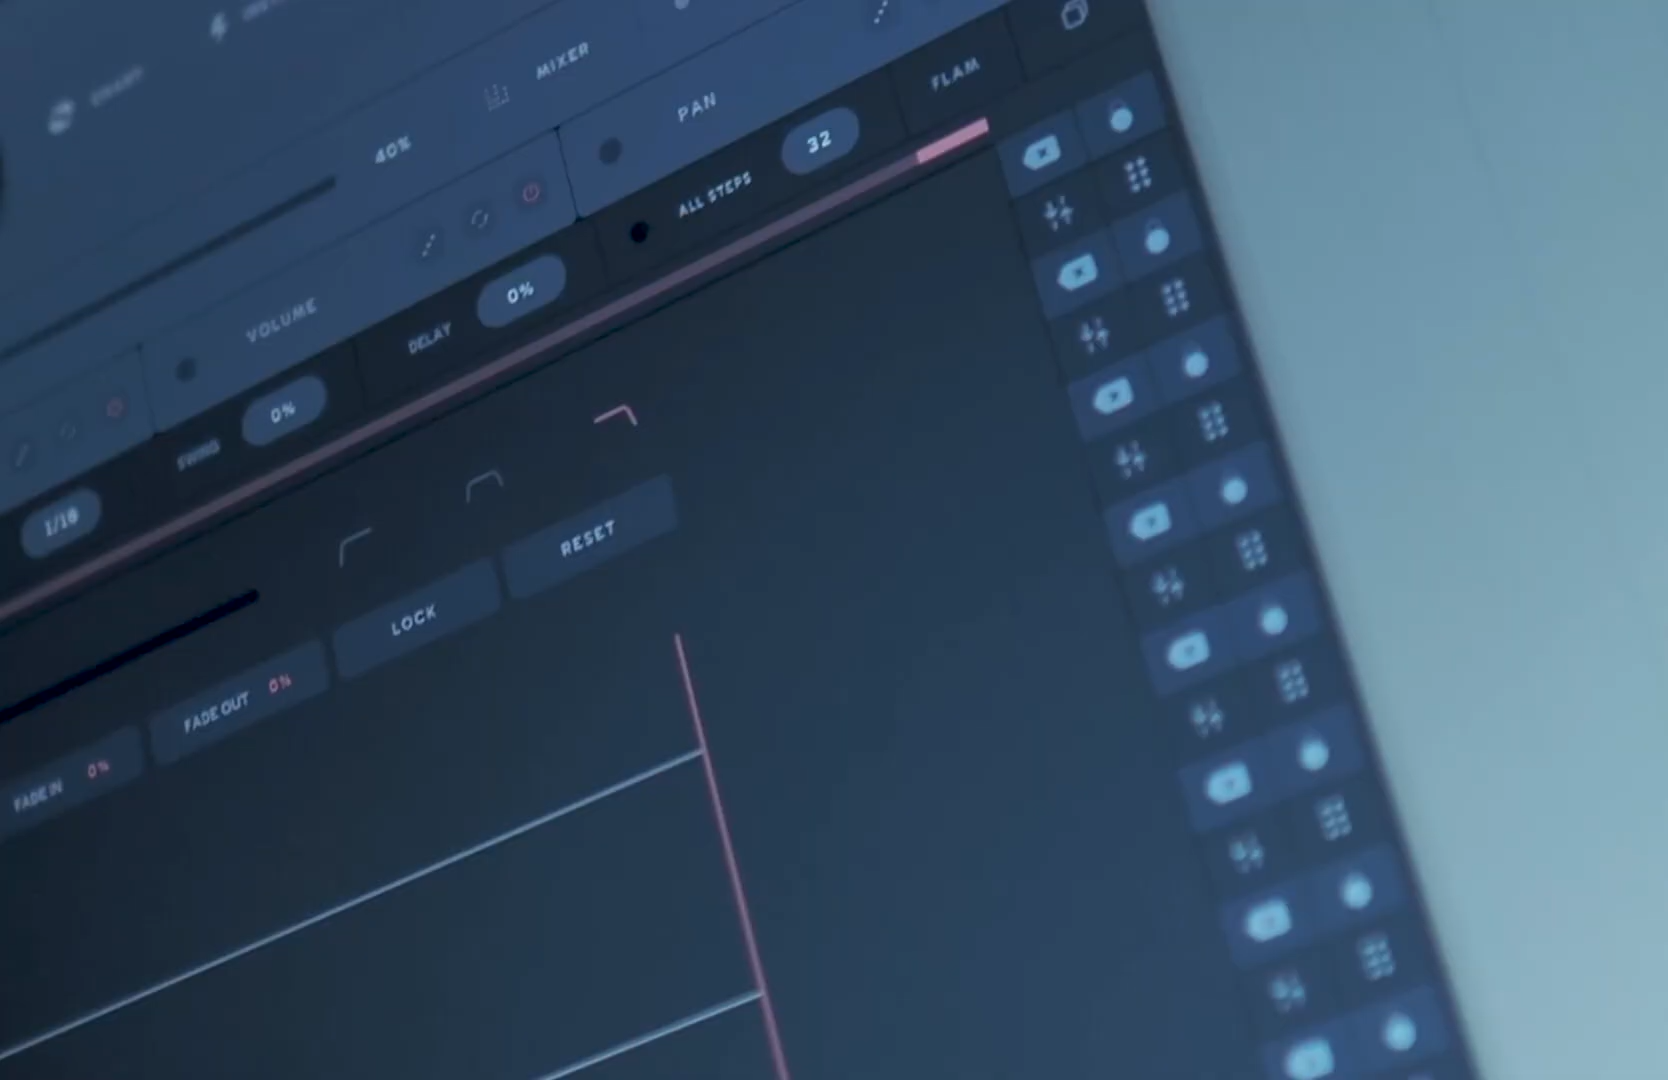 MIXER
40%
PAN
FLAM
VOLUME
ALL STEPS
32
DELAY
0%
SWING
0%
1/16
RESET
LOCK
FADE OUT 0%
FADE IN 0%